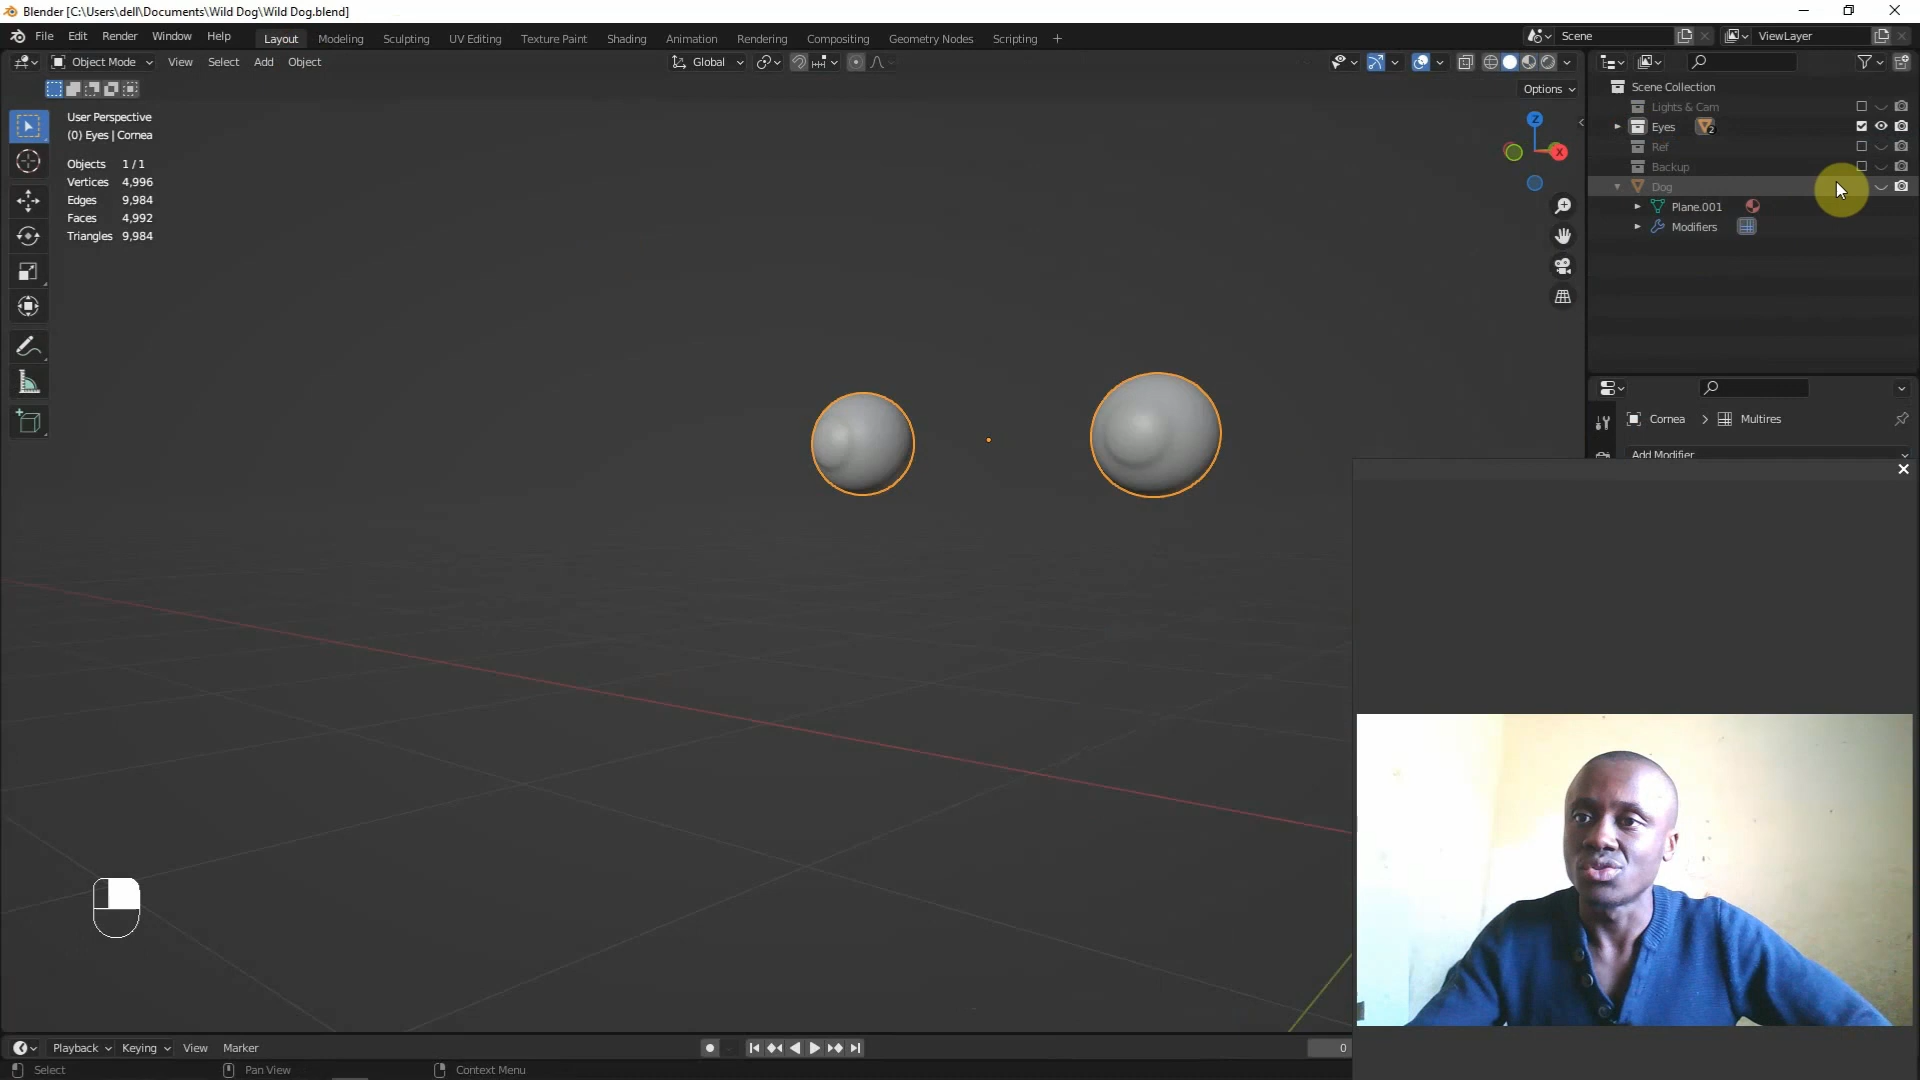 Blender [C:\Users\dell\Documents\Wild Dog\Wild Dog.blend]
File Edit Render Window Help Layout Modeling Sculpting UV Editing Texture Paint Shading Animation Rendering Compositing Geometry Nodes Scripting + Scene ViewLayer
Object Mode View Select Add Object Global
Options
User Perspective
(0) Eyes | Cornea
Objects 1/1
Vertices 4,996
Edges 9,984
Faces 4,992
Triangles 9,984
Z
X
Scene Collection
Lights & Cam
Eyes 2
Ref
Backup
Dog
Plane.001
Modifiers
Cornea > Multires
Add Modifier
Playback Keying View Marker 0
Select Pan View Context Menu